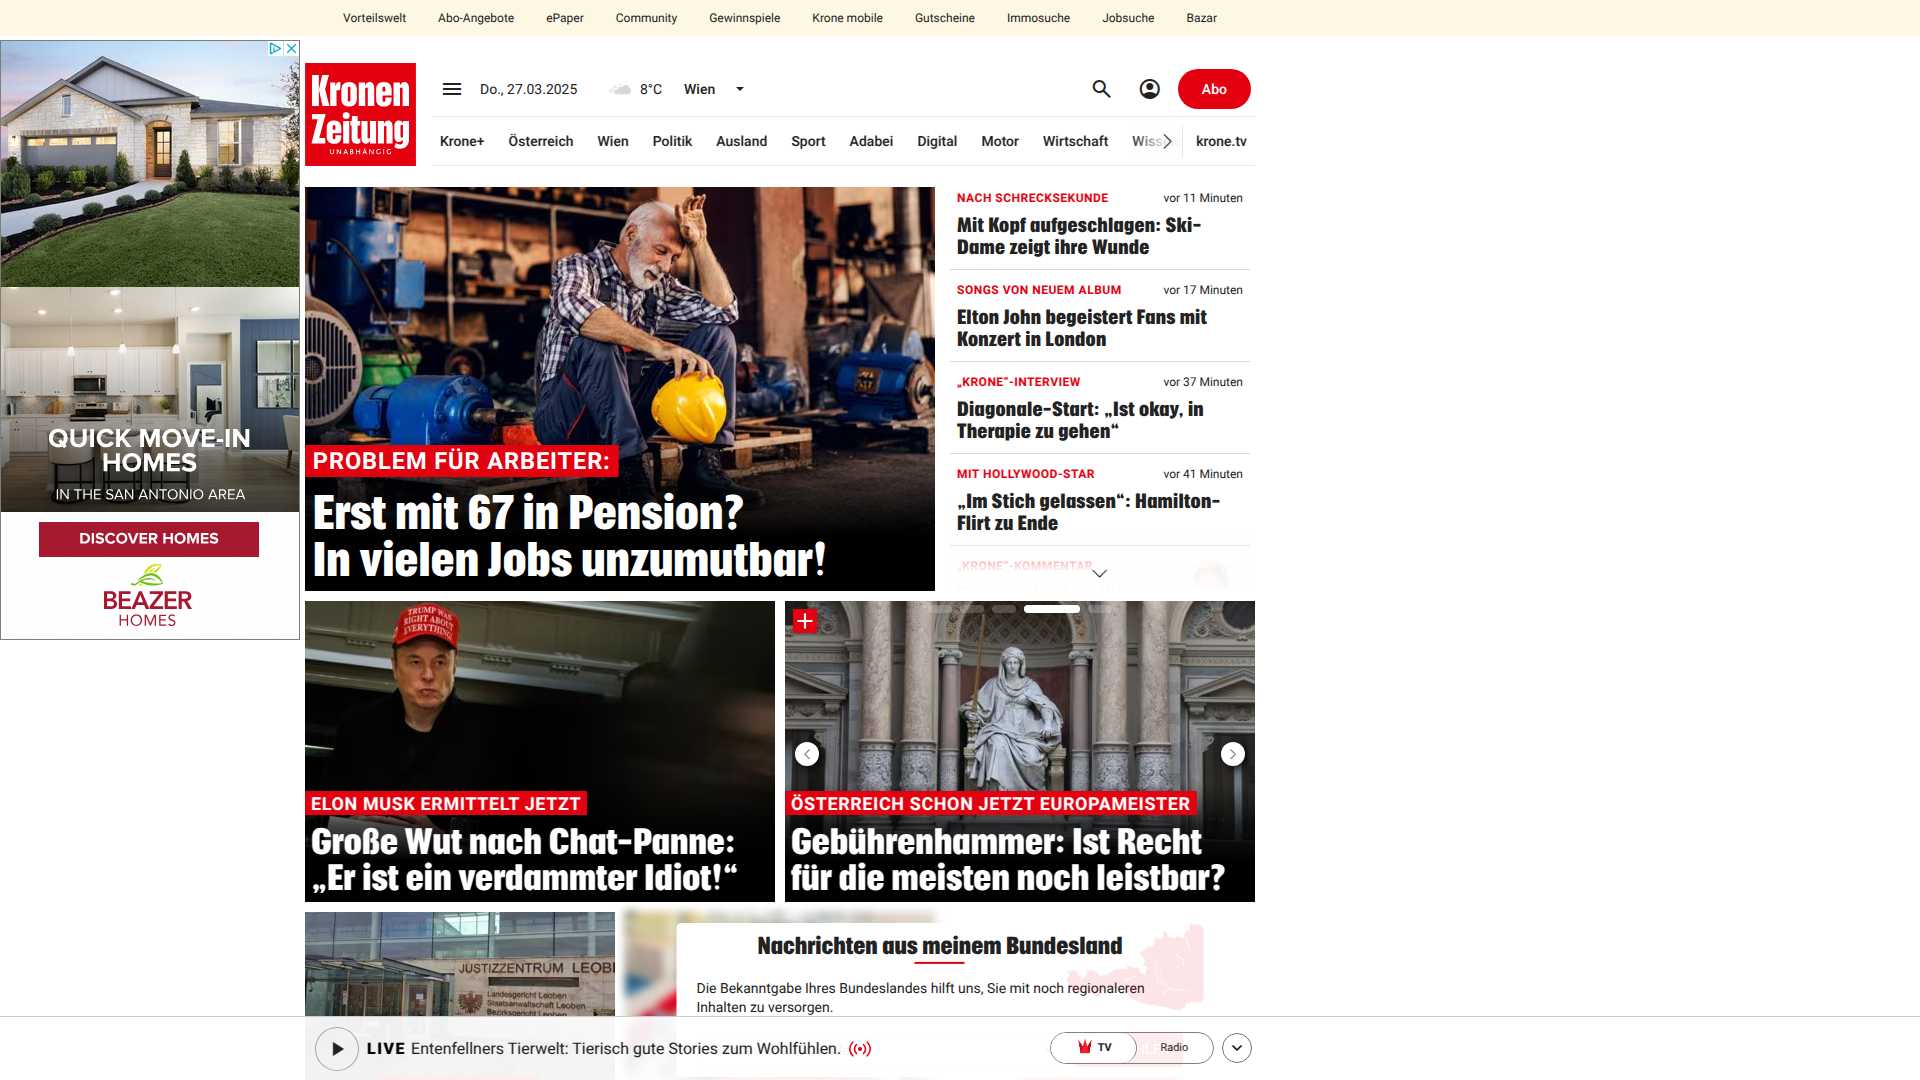 Vorteilswelt Abo-Angebote ePaper Community Gewinnspiele Krone mobile Gutscheine Immosuche Jobsuche Bazar
Kronen
Zeitung
UNABHÄNGIG
Do., 27.03.2025 8°C Wien
Abo
Krone+ Österreich Wien Politik Ausland Sport Adabei Digital Motor Wirtschaft Wiss krone.tv
QUICK MOVE-IN
HOMES
IN THE SAN ANTONIO AREA
DISCOVER HOMES
BEAZER
HOMES
PROBLEM FÜR ARBEITER:
Erst mit 67 in Pension?
In vielen Jobs unzumutbar!
NACH SCHRECKSEKUNDE vor 11 Minuten
Mit Kopf aufgeschlagen: Ski-
Dame zeigt ihre Wunde
SONGS VON NEUEM ALBUM vor 17 Minuten
Elton John begeistert Fans mit
Konzert in London
„KRONE“-INTERVIEW vor 37 Minuten
Diagonale-Start: „Ist okay, in
Therapie zu gehen“
MIT HOLLYWOOD-STAR vor 41 Minuten
„Im Stich gelassen“: Hamilton-
Flirt zu Ende
„KRONE“-KOMMENTAR
TRUMP WAS
RIGHT ABOUT
EVERYTHING!
ELON MUSK ERMITTELT JETZT
Große Wut nach Chat-Panne:
„Er ist ein verdammter Idiot!“
ÖSTERREICH SCHON JETZT EUROPAMEISTER
Gebührenhammer: Ist Recht
für die meisten noch leistbar?
JUSTIZZENTRUM LEOBE
Landesgericht Leoben
Staatsanwaltschaft Leoben
Bezirksgericht Leoben
Nachrichten aus meinem Bundesland
Die Bekanntgabe Ihres Bundeslandes hilft uns, Sie mit noch regionaleren
Inhalten zu versorgen.
LIVE Entenfellners Tierwelt: Tierisch gute Stories zum Wohlfühlen.
TV Radio